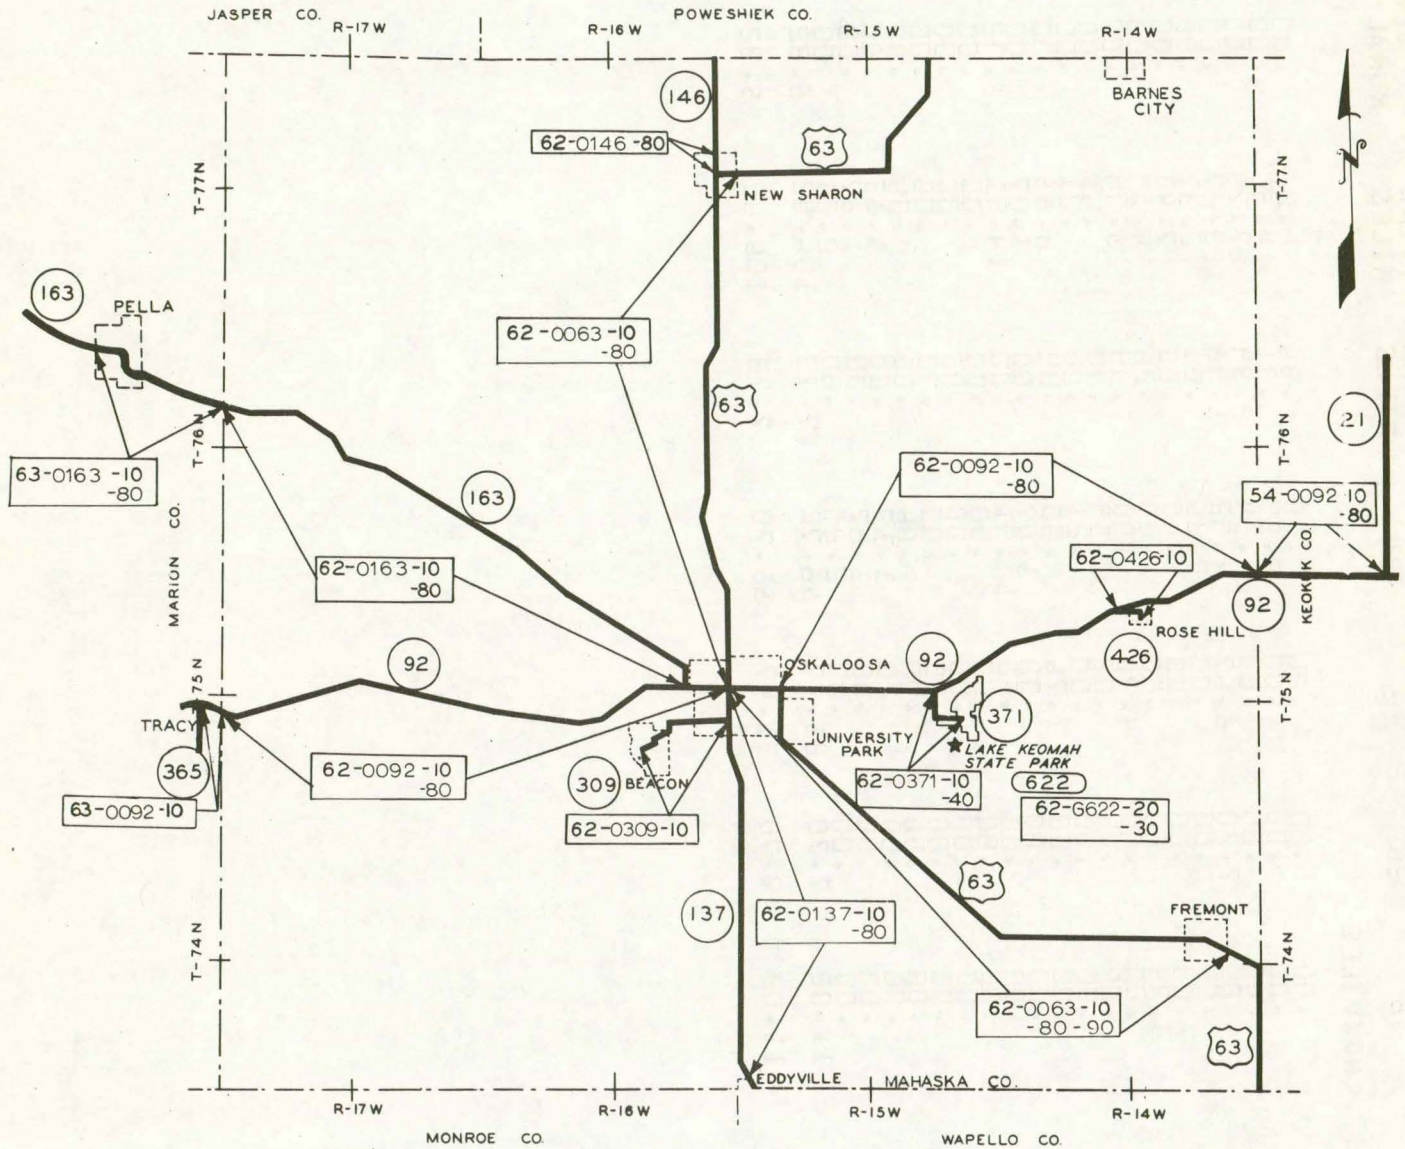 JASPER CO.
POWESHIEK CO.
R-17W
R-16W
R-15W
R-14W
146
BARNES
CITY
62-0146-80
63
T-77N
NEW SHARON
T-77N
163
PELLA
62-0063-10
-80
63
21
T-76N
T-76N
63-0163-10
-80
62-0092-10
-80
163
54-0092-10
-80
MARION CO.
62-0163-10
-80
62-0426-10
KEOKUK CO.
92
ROSE HILL
426
92
OSKALOOSA
92
T-75N
T-75N
TRACY
371
UNIVERSITY
PARK
LAKE KEOMAH
STATE PARK
365
62-0092-10
-80
309
BEACON
62-0371-10
-40
622
63-0092-10
62-0309-10
62-6622-20
-30
63
137
62-0137-10
-80
FREMONT
T-74N
T-74N
62-0063-10
-80-90
63
EDDYVILLE
MAHASKA CO.
R-17W
R-16W
R-15W
R-14W
MONROE CO.
WAPELLO CO.